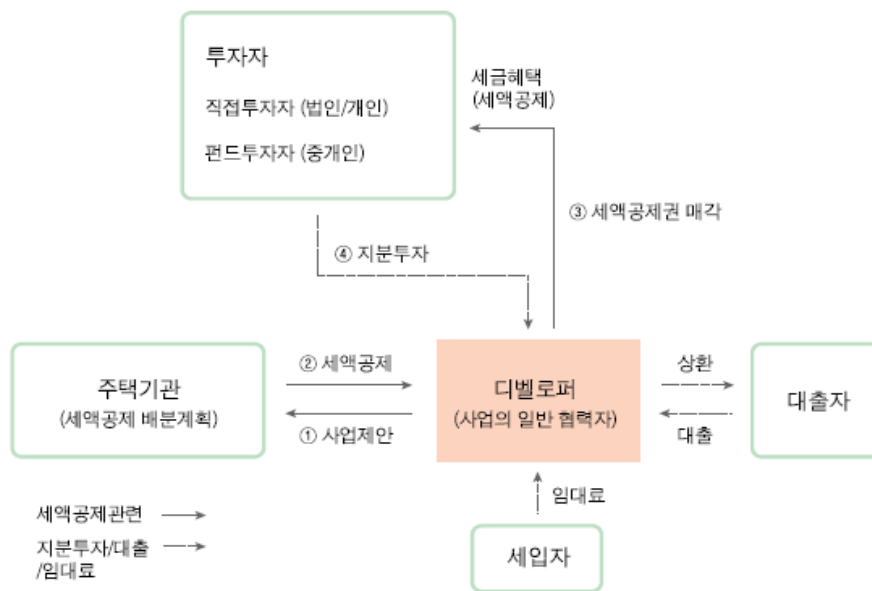 투자자
직접투자자 (법인/개인)
펀드투자자 (중개인)
세금혜택
(세액공제)
③ 세액공제권 매각
④ 지분투자
주택기관
(세액공제 배분계획)
② 세액공제
① 사업제안
디벨로퍼
(사업의 일반 협력자)
상환
대출
대출자
임대료
세입자
세액공제관련
지분투자/대출
/임대료